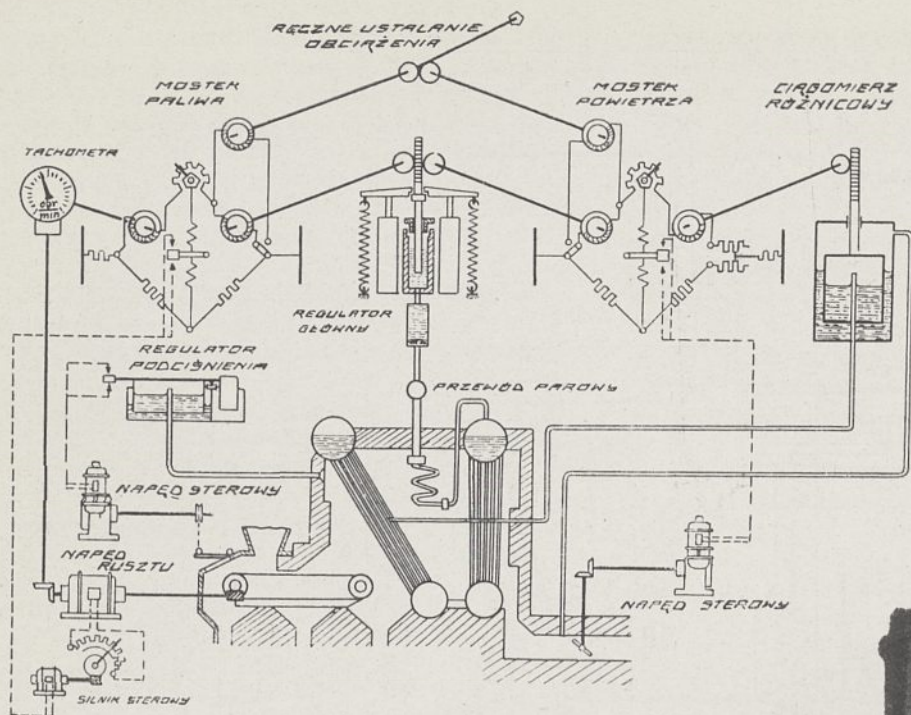 RĘCZNE USTALANIE
OBCIĄŻENIA
MOSTEK
PALIWA
MOSTEK
POWIETRZA
CIĄGOMIERZ
RÓŻNICOWY
TACHOMETR
obr
min
REGULATOR
GŁÓWNY
REGULATOR
PODCIŚNIENIA
PRZEWÓD PAROWY
NAPĘD STEROWY
NAPĘD
RUSZTU
NAPĘD STEROWY
SILNIK STEROWY